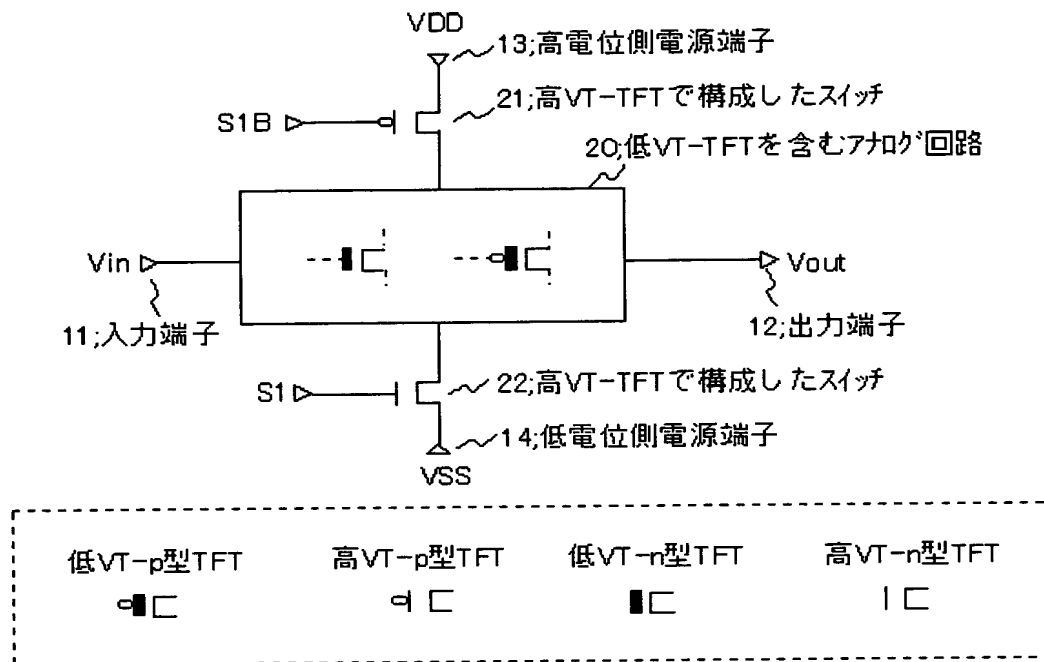 VDD
13;高電位側電源端子
21;高VT-TFTで構成したスイッチ
S1B
20;低VT-TFTを含むアナログ回路
Vin
Vout
11;入力端子
12;出力端子
S1
22;高VT-TFTで構成したスイッチ
14;低電位側電源端子
VSS
低VT-p型TFT 高VT-p型TFT 低VT-n型TFT 高VT-n型TFT